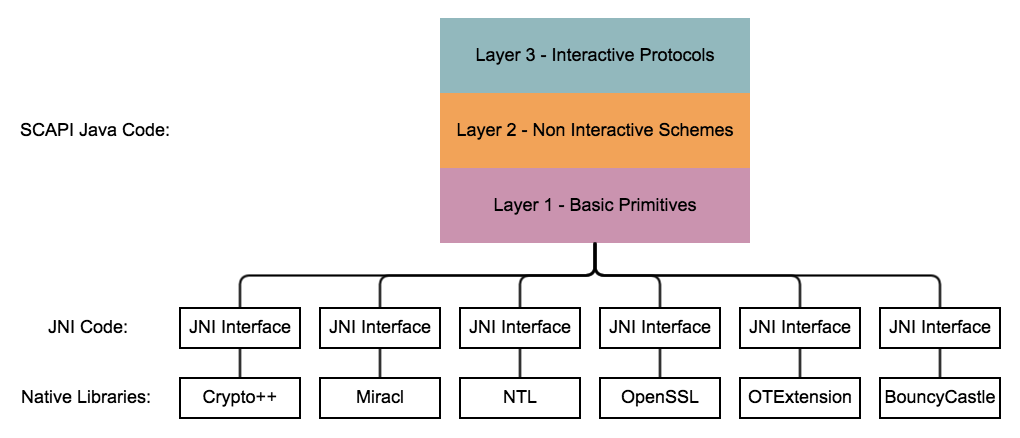 Layer 3 - Interactive Protocols
SCAPI Java Code:
Layer 2 - Non Interactive Schemes
Layer 1 - Basic Primitives
JNI Code:
JNI Interface
JNI Interface
JNI Interface
JNI Interface
JNI Interface
JNI Interface
Native Libraries:
Crypto++
Miracl
NTL
OpenSSL
OTExtension
BouncyCastle